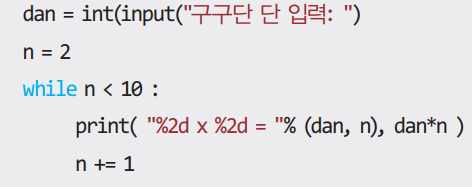 dan = int(input("구구단 단 입력: ")
n = 2
while n < 10 :
print( "%2d x %2d = "% (dan, n), dan*n )
n += 1